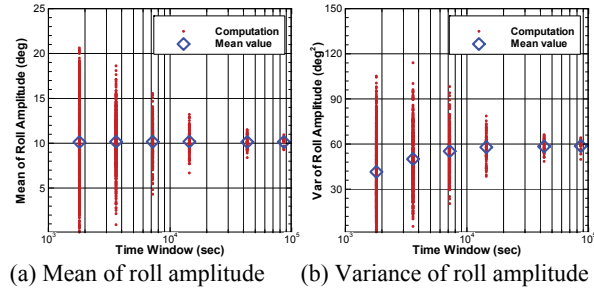 25
20
15
10
5
10³
10⁴
10⁵
Mean of Roll Amplitude (deg)
Time Window (sec)
Computation
Mean value
150
120
90
60
30
10³
10⁴
10⁵
Var of Roll Amplitude (deg²)
Time Window (sec)
Computation
Mean value
(a) Mean of roll amplitude
(b) Variance of roll amplitude